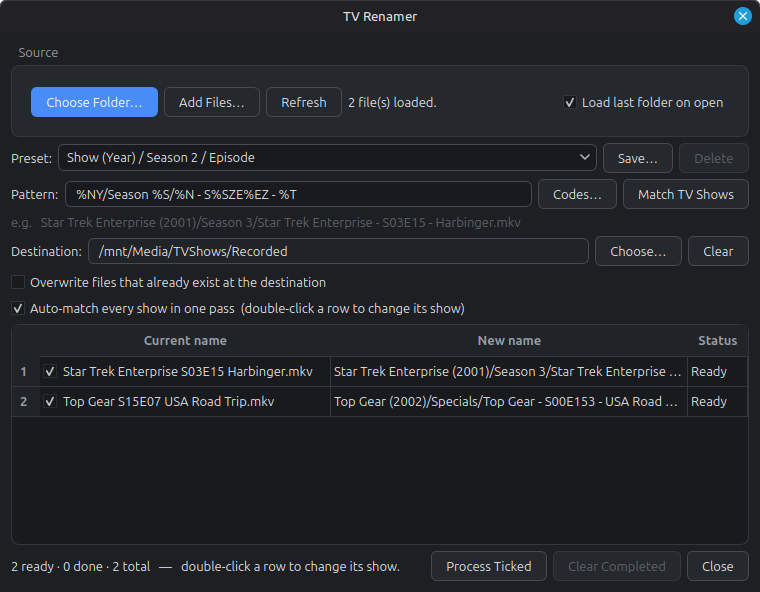 TV Renamer
Source
Choose Folder... Add Files... Refresh 2 file(s) loaded. Load last folder on open
Preset: Show (Year) / Season 2 / Episode Save... Delete
Pattern: %NY/Season %S/%N - S%SZE%EZ - %T Codes... Match TV Shows
e.g. Star Trek Enterprise (2001)/Season 3/Star Trek Enterprise - S03E15 - Harbinger.mkv
Destination: /mnt/Media/TVShows/Recorded Choose... Clear
Overwrite files that already exist at the destination
Auto-match every show in one pass (double-click a row to change its show)
Current name New name Status
1 Star Trek Enterprise S03E15 Harbinger.mkv Star Trek Enterprise (2001)/Season 3/Star Trek Enterprise ... Ready
2 Top Gear S15E07 USA Road Trip.mkv Top Gear (2002)/Specials/Top Gear - S00E153 - USA Road ... Ready
2 ready · 0 done · 2 total — double-click a row to change its show. Process Ticked Clear Completed Close